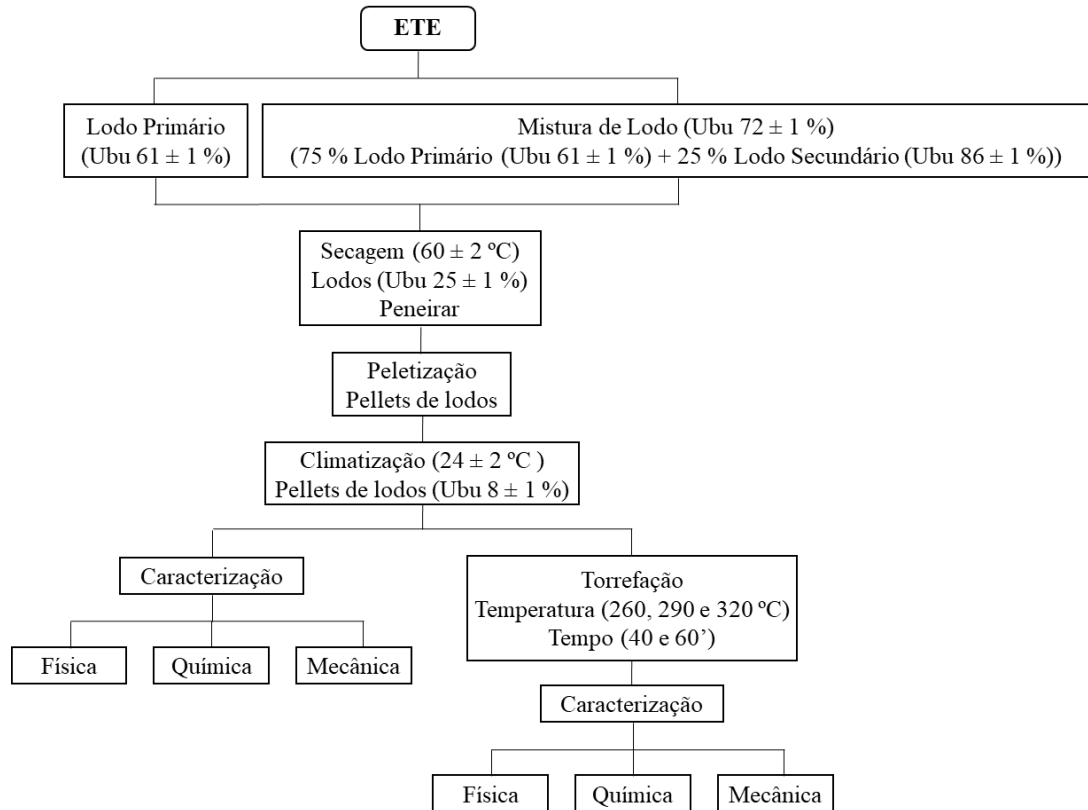 ETE
Lodo Primário
(Ubu 61 ± 1 %)
Mistura de Lodo (Ubu 72 ± 1 %)
(75 % Lodo Primário (Ubu 61 ± 1 %) + 25 % Lodo Secundário (Ubu 86 ± 1 %))
Secagem (60 ± 2 ºC)
Lodos (Ubu 25 ± 1 %)
Peneirar
Peletização
Pellets de lodos
Climatização (24 ± 2 ºC )
Pellets de lodos (Ubu 8 ± 1 %)
Caracterização
Física
Química
Mecânica
Torrefação
Temperatura (260, 290 e 320 ºC)
Tempo (40 e 60’)
Caracterização
Física
Química
Mecânica